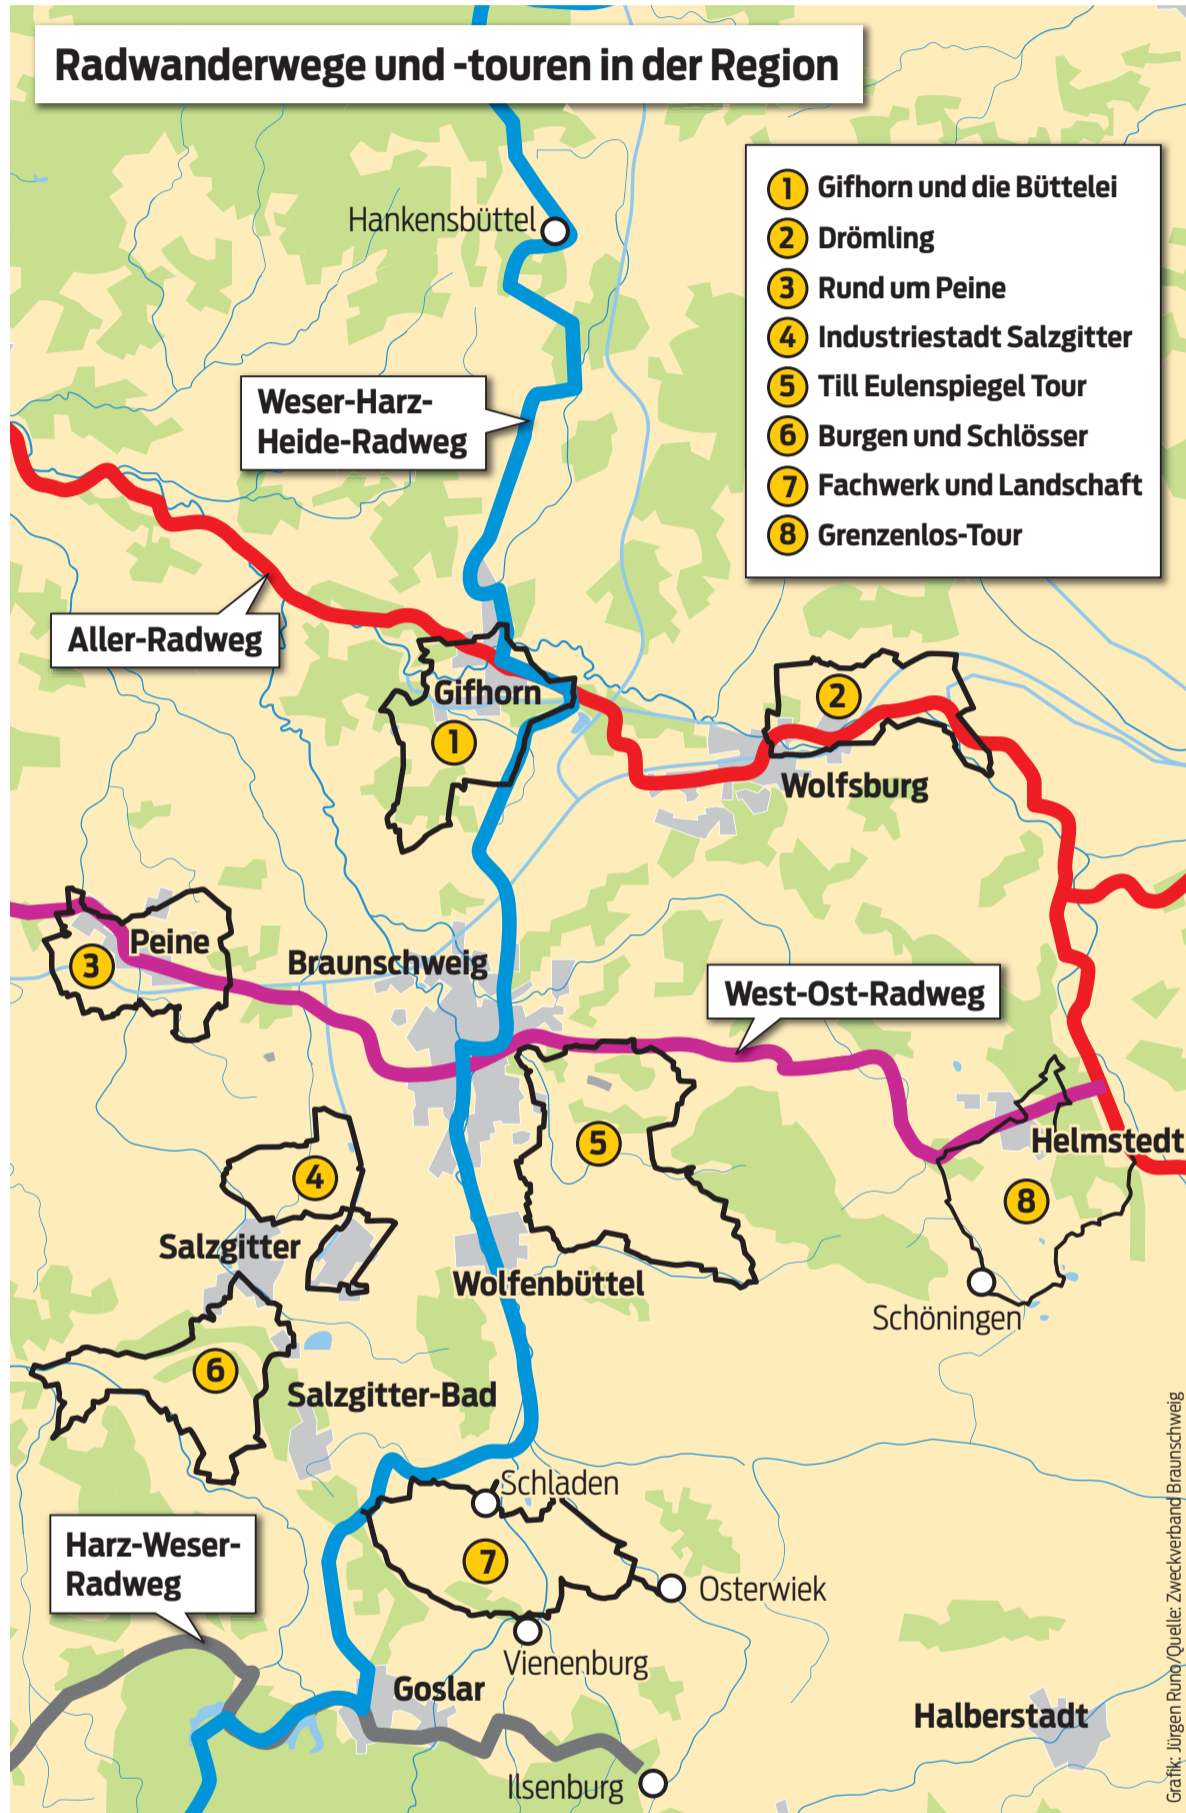 Radwanderwege und -touren in der Region
Hankensbüttel
1 Gifhorn und die Büttelei
2 Drömling
3 Rund um Peine
4 Industriestadt Salzgitter
5 Till Eulenspiegel Tour
6 Burgen und Schlösser
7 Fachwerk und Landschaft
8 Grenzenlos-Tour
Weser-Harz-
Heide-Radweg
Aller-Radweg
Gifhorn
1
2
Wolfsburg
Peine
3
Braunschweig
West-Ost-Radweg
Helmstedt
5
4
8
Salzgitter
Wolfenbüttel
Schöningen
6
Salzgitter-Bad
Schladen
Harz-Weser-
Radweg
7
Osterwiek
Vienenburg
Goslar
Halberstadt
Ilsenburg
Grafik: Jürgen Runo/Quelle: Zweckverband Braunschweig